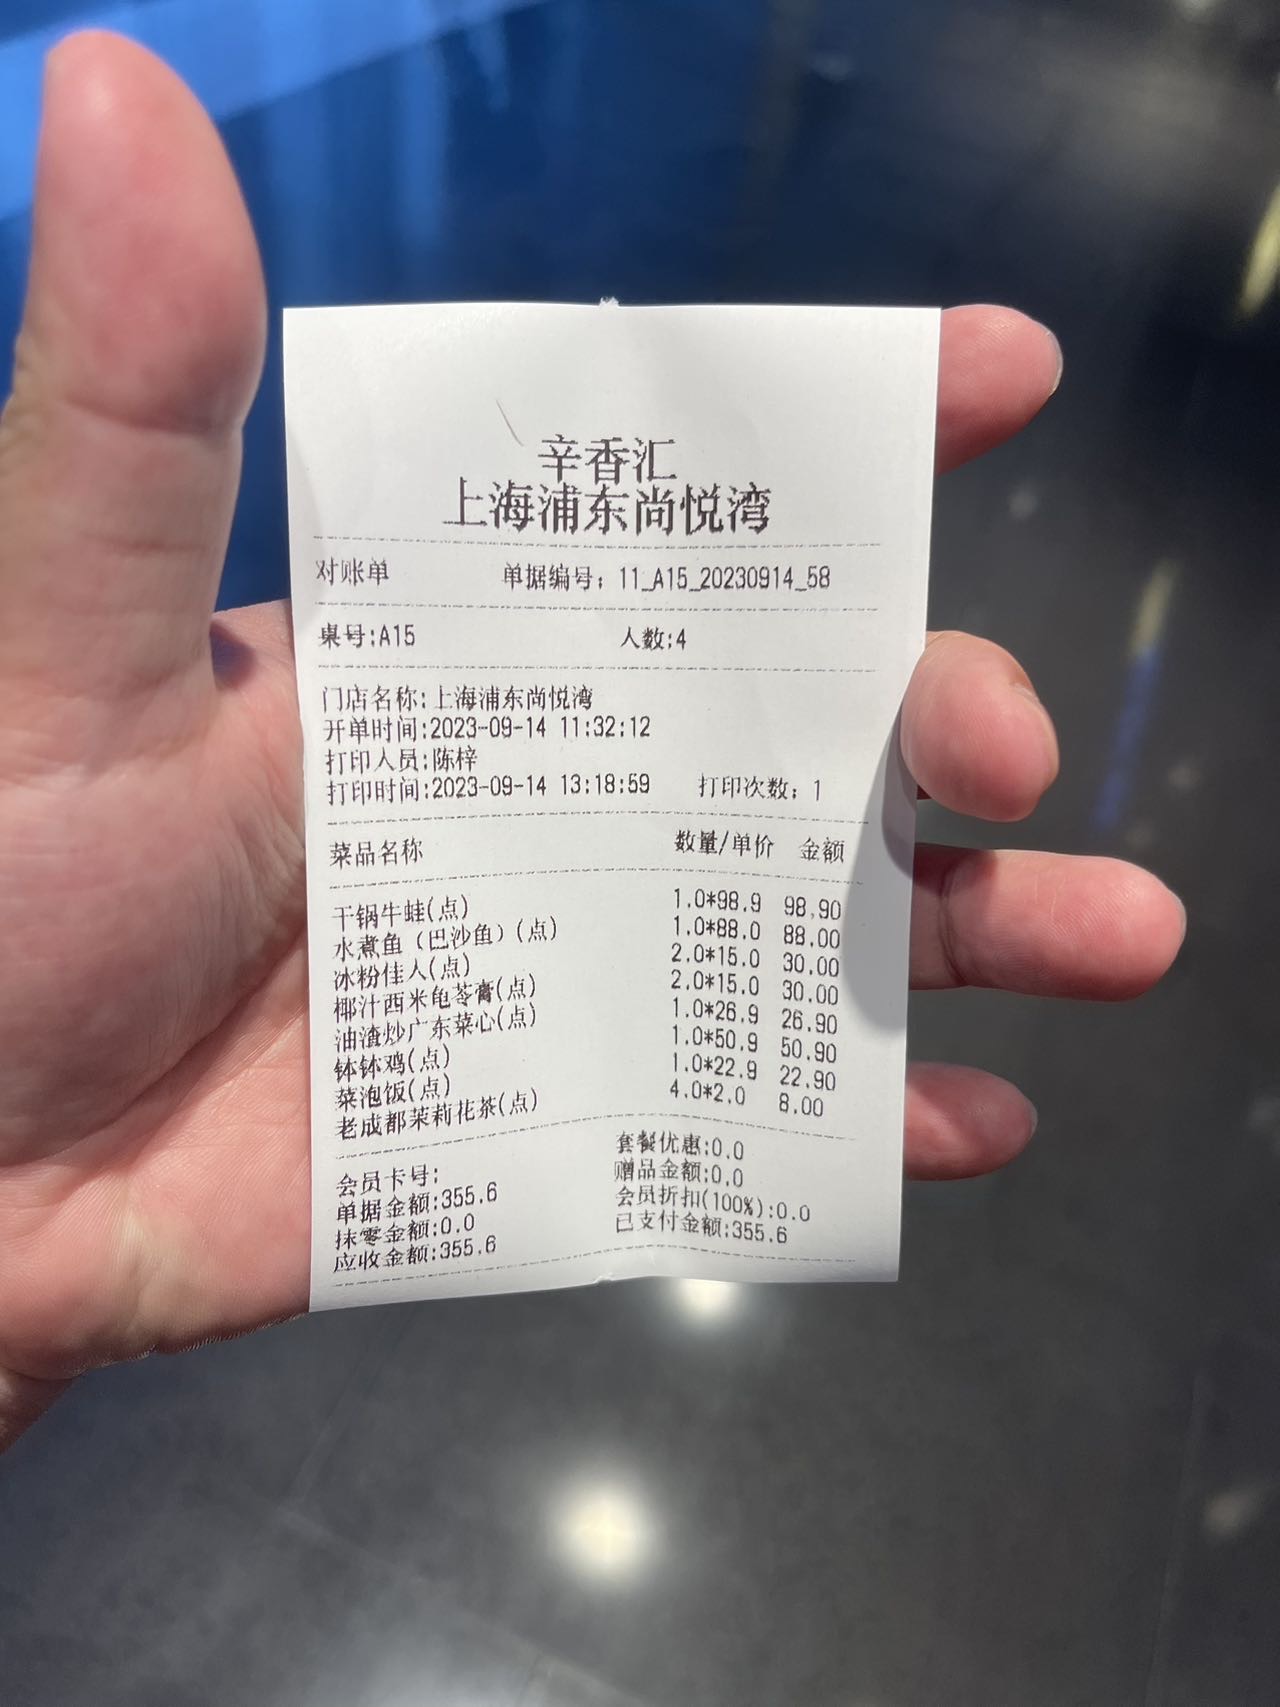 辛香汇
上海浦东尚悦湾
对账单 单据编号：11_A15_20230914_58
桌号:A15 人数:4
门店名称:上海浦东尚悦湾
开单时间:2023-09-14 11:32:12
打印人员:陈梓
打印时间:2023-09-14 13:18:59 打印次数：1
菜品名称 数量/单价 金额
干锅牛蛙(点) 1.0*98.9 98.90
水煮鱼（巴沙鱼）(点) 1.0*88.0 88.00
冰粉佳人(点) 2.0*15.0 30.00
椰汁西米龟苓膏(点) 2.0*15.0 30.00
油渣炒广东菜心(点) 1.0*26.9 26.90
钵钵鸡(点) 1.0*50.9 50.90
菜泡饭(点) 1.0*22.9 22.90
老成都茉莉花茶(点) 4.0*2.0 8.00
会员卡号: 套餐优惠:0.0
单据金额:355.6 赠品金额:0.0
抹零金额:0.0 会员折扣(100%):0.0
应收金额:355.6 已支付金额:355.6